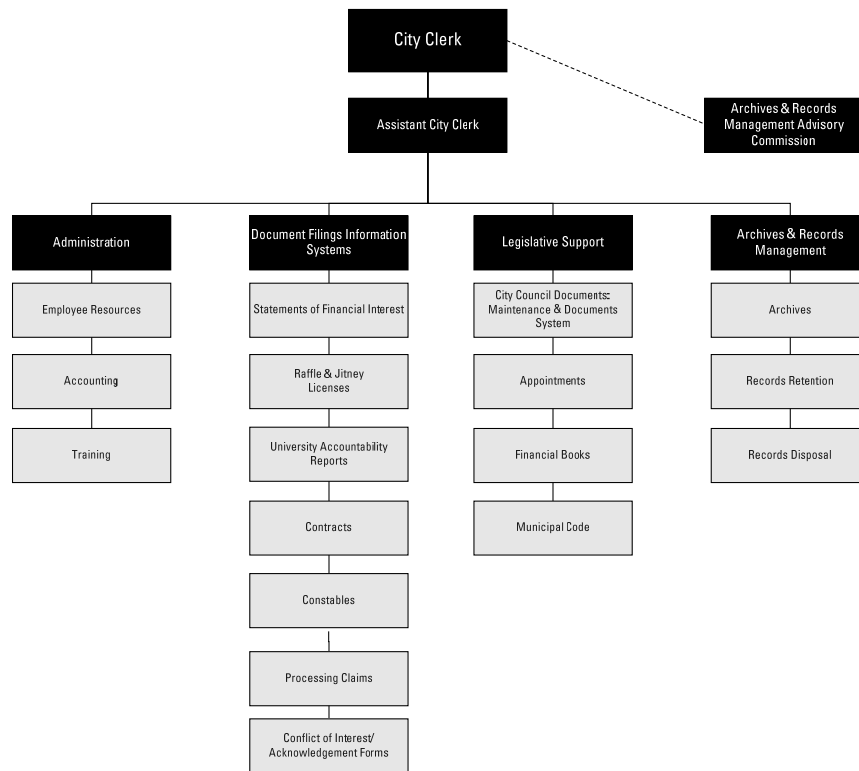 City Clerk
Assistant City Clerk
Archives & Records
Management Advisory
Commission
Administration
Document Filings Information
Systems
Legislative Support
Archives & Records
Management
Employee Resources
Accounting
Training
Statements of Financial Interest
Raffle & Jitney
Licenses
University Accountability
Reports
Contracts
Constables
Processing Claims
Conflict of Interest/
Acknowledgement Forms
City Council Documents:
Maintenance & Documents
System
Appointments
Financial Books
Municipal Code
Archives
Records Retention
Records Disposal